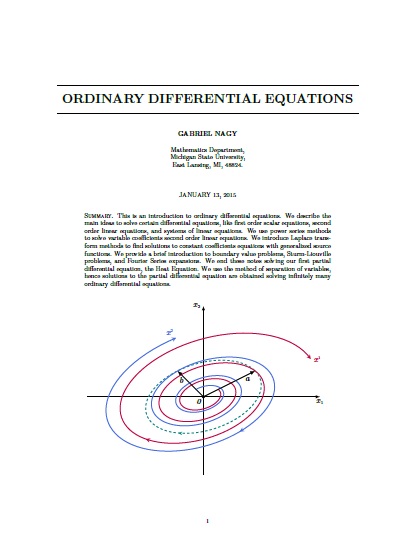 ORDINARY DIFFERENTIAL EQUATIONS
GABRIEL NAGY
Mathematics Department,
Michigan State University,
East Lansing, MI, 48824.
JANUARY 13, 2015
SUMMARY. This is an introduction to ordinary differential equations. We describe the
main ideas to solve certain differential equations, like first order scalar equations, second
order linear equations, and systems of linear equations. We use power series methods
to solve variable coefficients second order linear equations. We introduce Laplace trans-
form methods to find solutions to constant coefficients equations with generalized source
functions. We provide a brief introduction to boundary value problems, Sturm-Liouville
problems, and Fourier Series expansions. We end these notes solving our first partial
differential equation, the Heat Equation. We use the method of separation of variables,
hence solutions to the partial differential equation are obtained solving infinitely many
ordinary differential equations.
x₂
x²
x¹
b
a
0
x₁
1